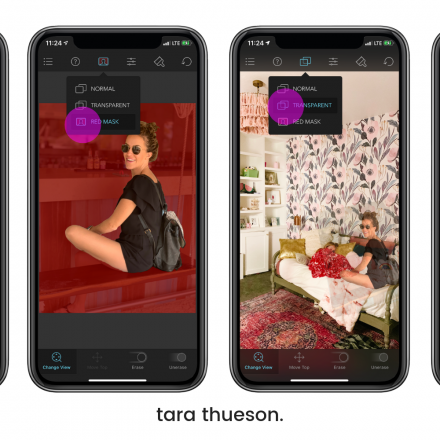 11:24
LTE
NORMAL
TRANSPARENT
RED MASK
Change View
Move Top
Erase
Unerase
11:24
LTE
NORMAL
TRANSPARENT
RED MASK
Change View
Move Top
Erase
Unerase
tara thueson.